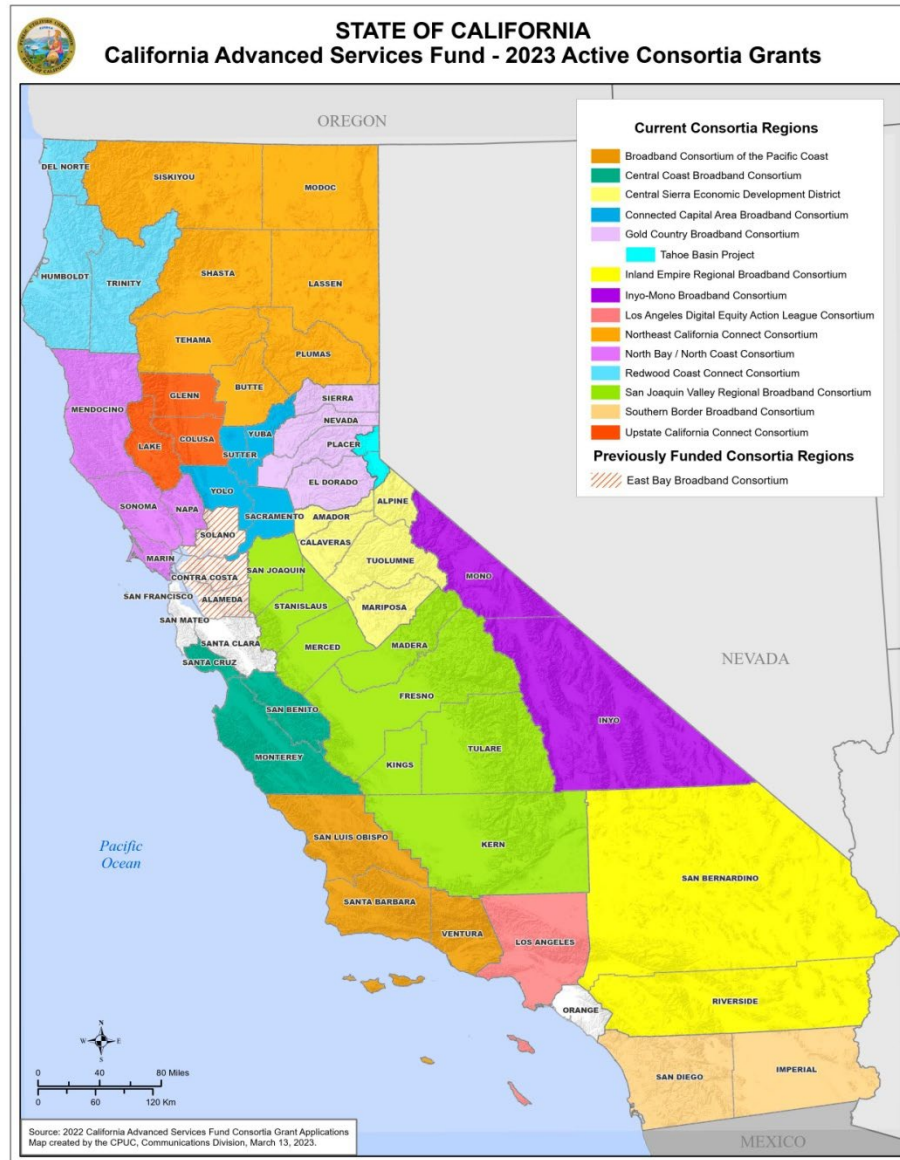 STATE OF CALIFORNIA
California Advanced Services Fund - 2023 Active Consortia Grants
OREGON
Current Consortia Regions
Broadband Consortium of the Pacific Coast
Central Coast Broadband Consortium
Central Sierra Economic Development District
Connected Capital Area Broadband Consortium
Gold Country Broadband Consortium
Tahoe Basin Project
Inland Empire Regional Broadband Consortium
Inyo-Mono Broadband Consortium
Los Angeles Digital Equity Action League Consortium
Northeast California Connect Consortium
North Bay / North Coast Consortium
Redwood Coast Connect Consortium
San Joaquin Valley Regional Broadband Consortium
Southern Border Broadband Consortium
Upstate California Connect Consortium
Previously Funded Consortia Regions
East Bay Broadband Consortium
DEL NORTE
SISKIYOU
MODOC
HUMBOLDT
TRINITY
SHASTA
LASSEN
TEHAMA
PLUMAS
BUTTE
MENDOCINO
GLENN
SIERRA
NEVADA
LAKE
COLUSA
YUBA
SUTTER
PLACER
EL DORADO
YOLO
SONOMA
NAPA
SACRAMENTO
ALPINE
AMADOR
SOLANO
CALAVERAS
TUOLUMNE
MARIN
CONTRA COSTA
SAN JOAQUIN
MONO
SAN FRANCISCO
ALAMEDA
STANISLAUS
MARIPOSA
SAN MATEO
SANTA CLARA
MERCED
MADERA
SANTA CRUZ
NEVADA
FRESNO
SAN BENITO
INYO
MONTEREY
KINGS
TULARE
SAN LUIS OBISPO
KERN
Pacific
Ocean
SAN BERNARDINO
SANTA BARBARA
VENTURA
LOS ANGELES
RIVERSIDE
ORANGE
SAN DIEGO
IMPERIAL
MEXICO
N
W
E
S
0 40 80 Miles
0 60 120 Km
Source: 2022 California Advanced Services Fund Consortia Grant Applications
Map created by the CPUC, Communications Division, March 13, 2023.